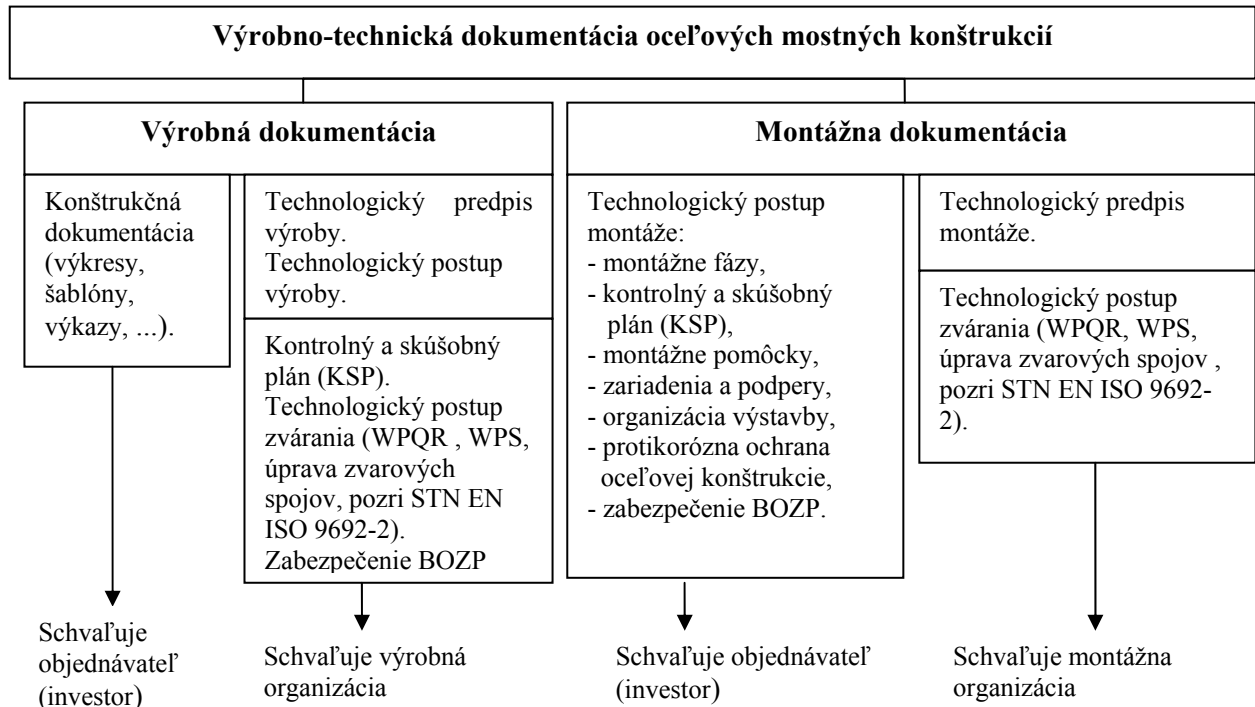 Výrobno-technická dokumentácia oceľových mostných konštrukcií
Výrobná dokumentácia
Konštrukčná
dokumentácia
(výkresy,
šablóny,
výkazy, ...).
Schvaľuje
objednávateľ
(investor)
Technologický predpis
výroby.
Technologický postup
výroby.
Kontrolný a skúšobný
plán (KSP).
Technologický postup
zvárania (WPQR , WPS,
úprava zvarových
spojov, pozri STN EN
ISO 9692-2).
Zabezpečenie BOZP
Schvaľuje výrobná
organizácia
Montážna dokumentácia
Technologický postup
montáže:
- montážne fázy,
- kontrolný a skúšobný
plán (KSP),
- montážne pomôcky,
- zariadenia a podpery,
- organizácia výstavby,
- protikorózna ochrana
oceľovej konštrukcie,
- zabezpečenie BOZP.
Schvaľuje objednávateľ
(investor)
Technologický predpis
montáže.
Technologický postup
zvárania (WPQR, WPS,
úprava zvarových spojov ,
pozri STN EN ISO 9692-
2).
Schvaľuje montážna
organizácia